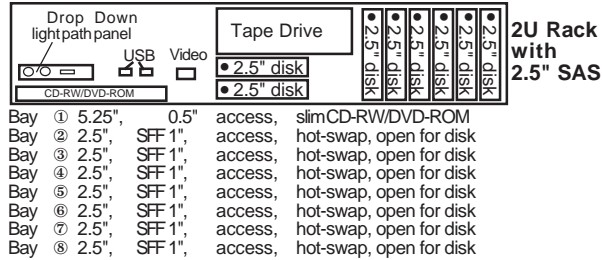 Drop Down
light path panel
USB
Video
CD-RW/DVD-ROM
Tape Drive
2.5" disk
2.5" disk
2.5" disk
2.5" disk
2.5" disk
2.5" disk
2.5" disk
2.5" disk
2U Rack
with
2.5" SAS
Bay ① 5.25", 0.5" access, slimCD-RW/DVD-ROM
Bay ② 2.5", SFF 1", access, hot-swap, open for disk
Bay ③ 2.5", SFF 1", access, hot-swap, open for disk
Bay ④ 2.5", SFF 1", access, hot-swap, open for disk
Bay ⑤ 2.5", SFF 1", access, hot-swap, open for disk
Bay ⑥ 2.5", SFF 1", access, hot-swap, open for disk
Bay ⑦ 2.5", SFF 1", access, hot-swap, open for disk
Bay ⑧ 2.5", SFF 1", access, hot-swap, open for disk